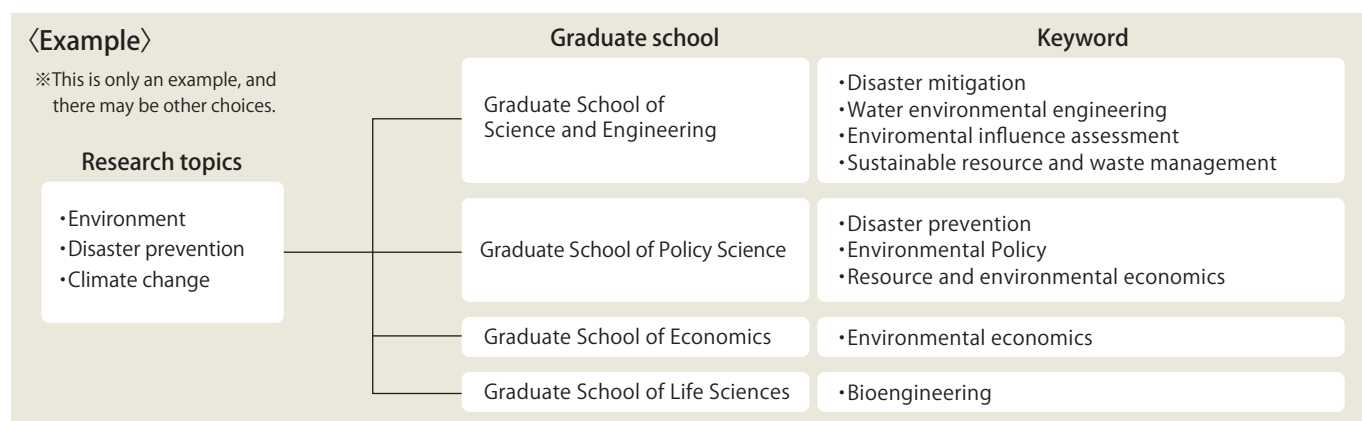 〈Example〉
※This is only an example, and
there may be other choices.
Research topics
・Environment
・Disaster prevention
・Climate change
Graduate school
Keyword
Graduate School of
Science and Engineering
・Disaster mitigation
・Water environmental engineering
・Enviromental influence assessment
・Sustainable resource and waste management
Graduate School of Policy Science
・Disaster prevention
・Environmental Policy
・Resource and environmental economics
Graduate School of Economics
・Environmental economics
Graduate School of Life Sciences
・Bioengineering